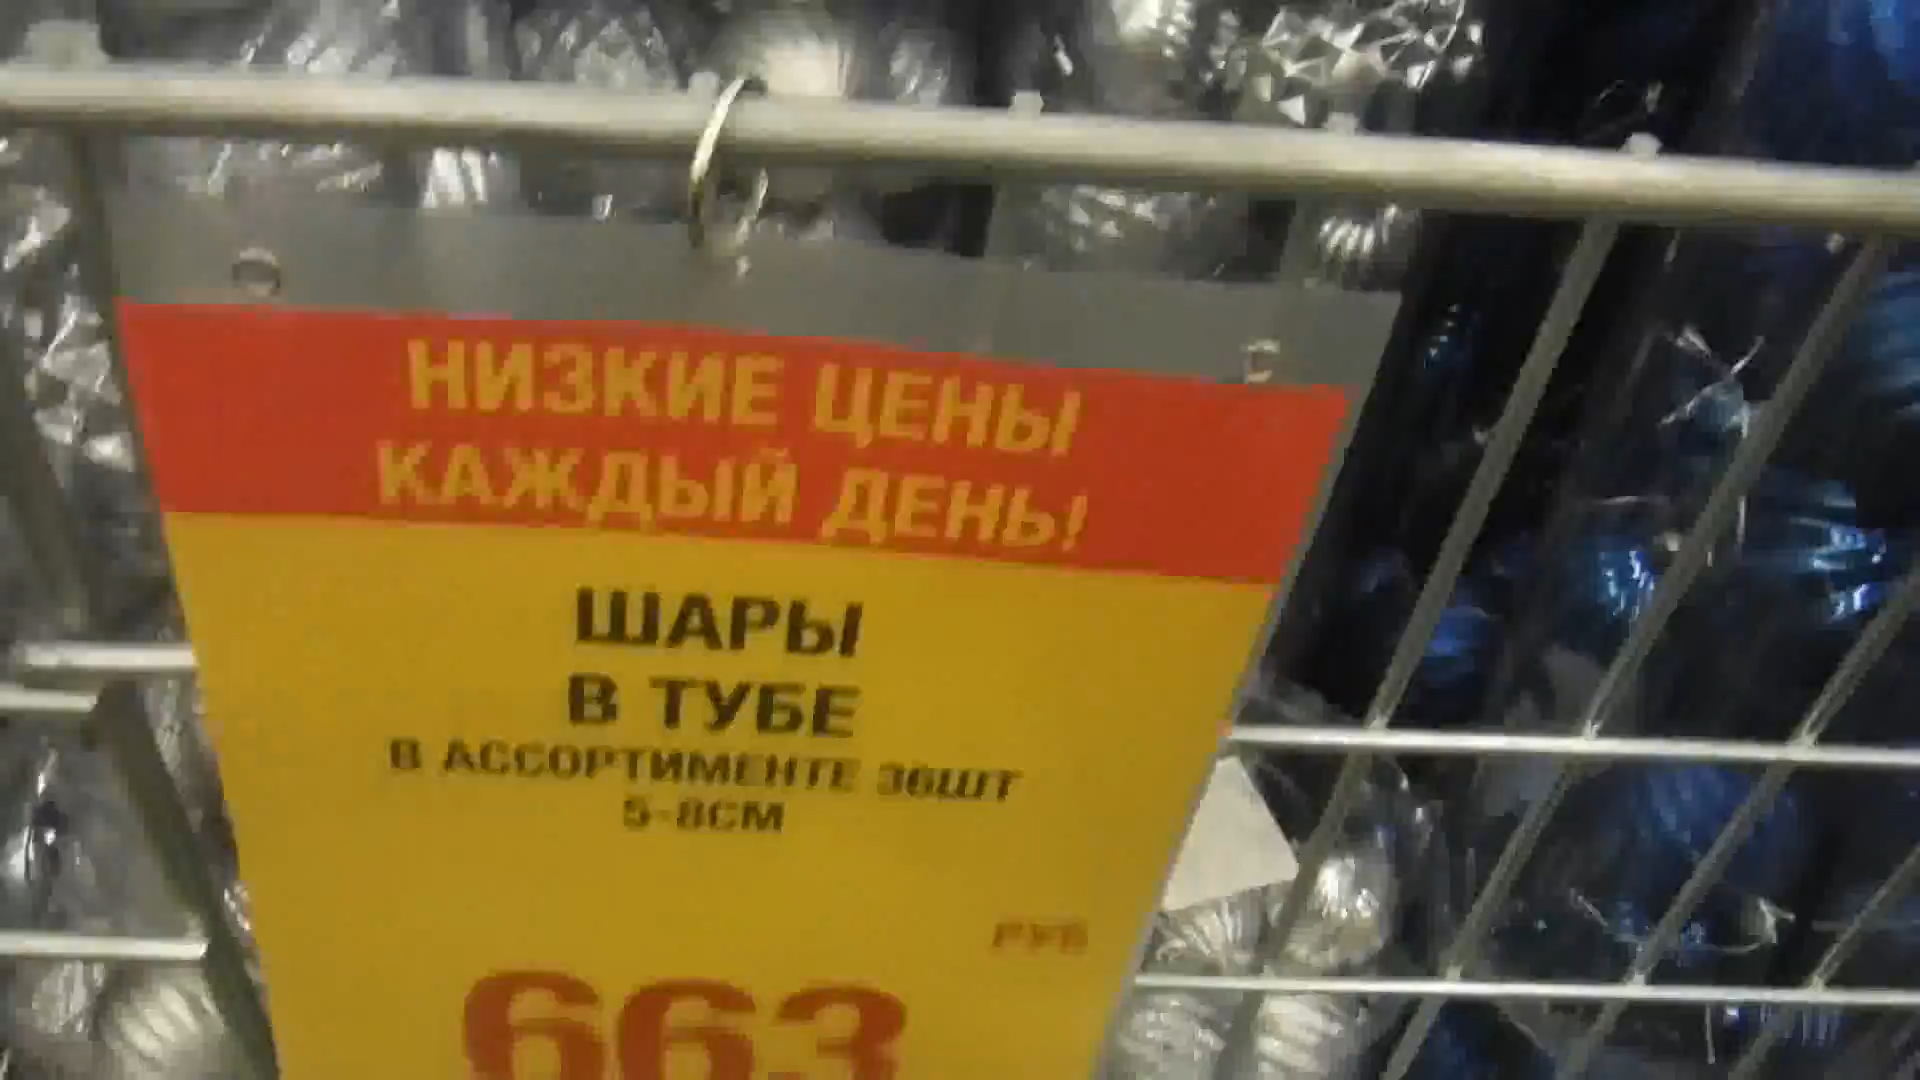 НИЗКИЕ ЦЕНЫ
КАЖДЫЙ ДЕНЬ!
ШАРЫ
В ТУБЕ
В АССОРТИМЕНТЕ 36ШТ
5-8СМ
РУБ
663